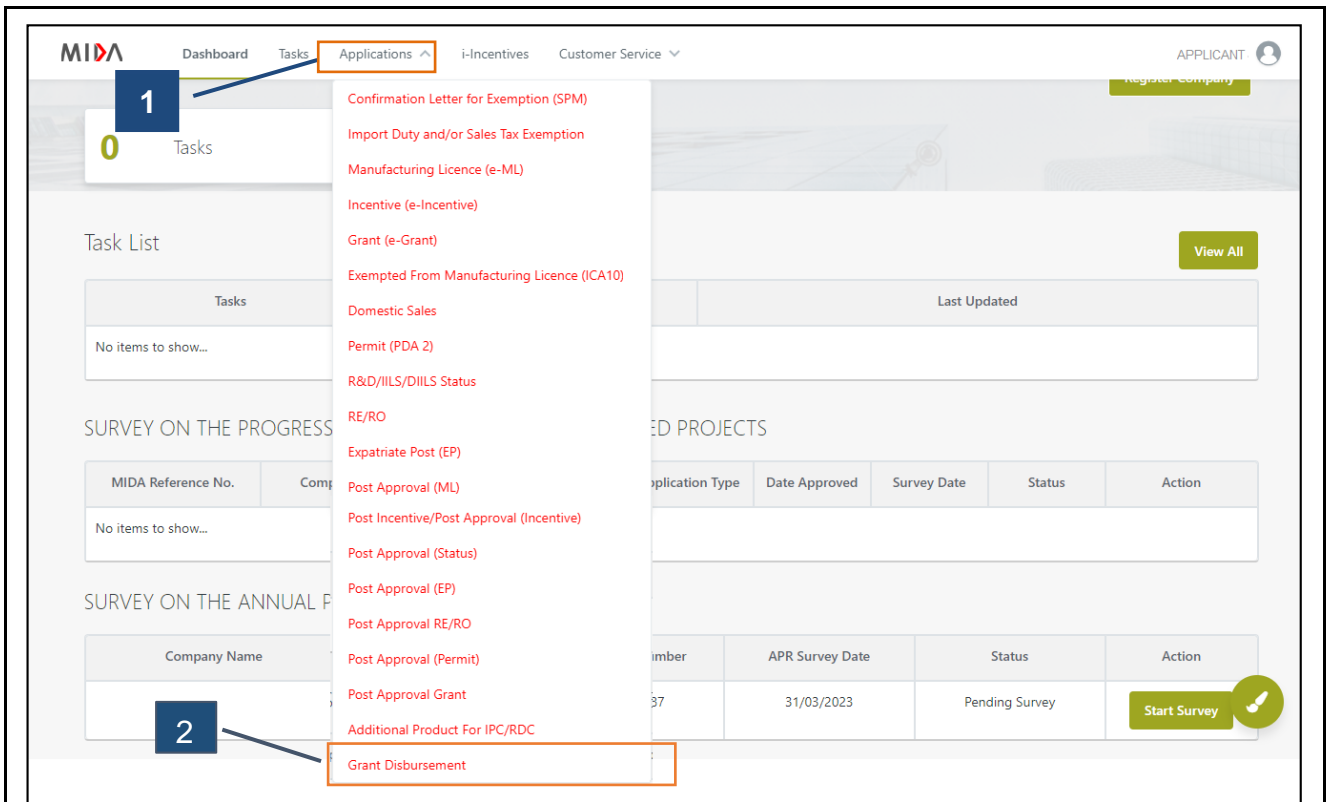 MIDA Dashboard Tasks Applications i-Incentives Customer Service APPLICANT
Register Company
1
0 Tasks
Confirmation Letter for Exemption (SPM)
Import Duty and/or Sales Tax Exemption
Manufacturing Licence (e-ML)
Incentive (e-Incentive)
Grant (e-Grant)
Exempted From Manufacturing Licence (ICA10)
Domestic Sales
Permit (PDA 2)
R&D/IILS/DIILS Status
RE/RO
Expatriate Post (EP)
Post Approval (ML)
Post Incentive/Post Approval (Incentive)
Post Approval (Status)
Post Approval (EP)
Post Approval RE/RO
Post Approval (Permit)
Post Approval Grant
Additional Product For IPC/RDC
Grant Disbursement
2
Task List View All
Tasks Last Updated
No items to show...
SURVEY ON THE PROGRESS ED PROJECTS
MIDA Reference No. Comp plication Type Date Approved Survey Date Status Action
No items to show...
SURVEY ON THE ANNUAL P
Company Name umber APR Survey Date Status Action
37 31/03/2023 Pending Survey Start Survey